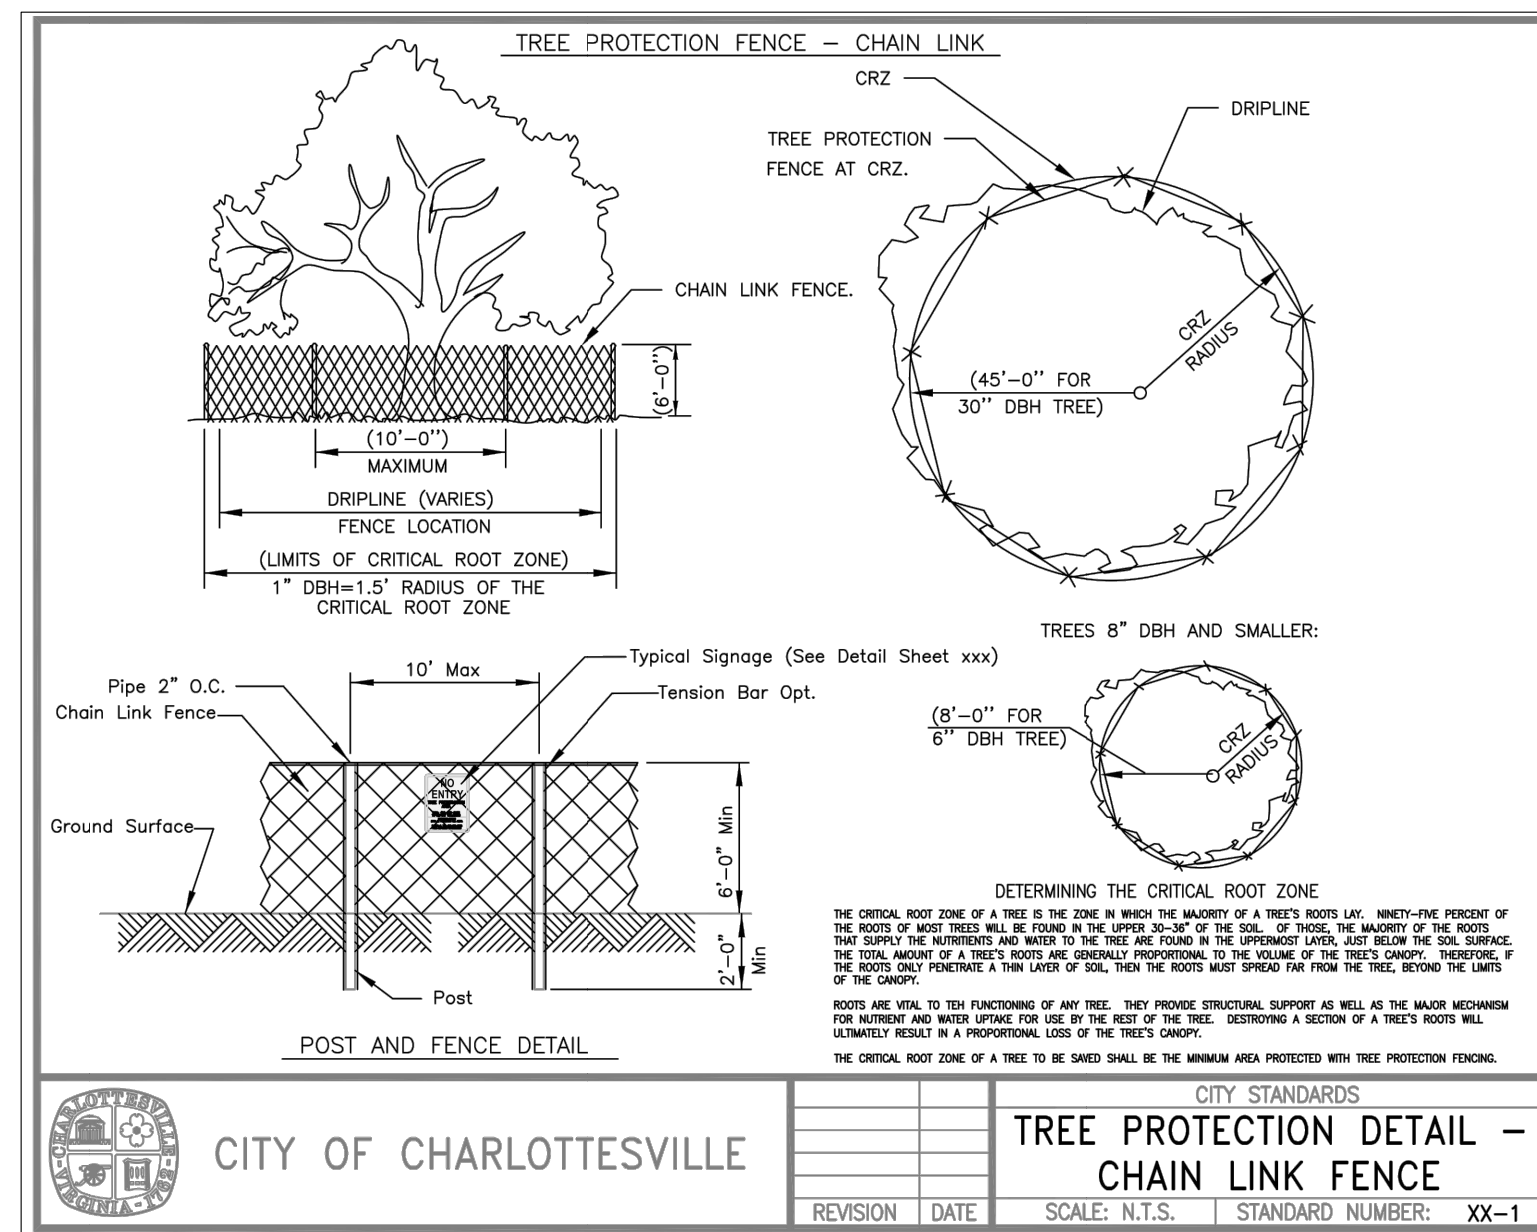 TREE PROTECTION FENCE – CHAIN LINK
CRZ
DRIPLINE
TREE PROTECTION
FENCE AT CRZ.
CHAIN LINK FENCE.
CRZ
RADIUS
(45'–0'' FOR
30'' DBH TREE)
(6'–0'')
(10'–0'')
MAXIMUM
DRIPLINE (VARIES)
FENCE LOCATION
(LIMITS OF CRITICAL ROOT ZONE)
1" DBH=1.5' RADIUS OF THE
CRITICAL ROOT ZONE
TREES 8" DBH AND SMALLER:
(8'–0'' FOR
6'' DBH TREE)
CRZ
RADIUS
10' Max
Typical Signage (See Detail Sheet xxx)
Pipe 2" O.C.
Tension Bar Opt.
Chain Link Fence
NO
ENTRY
Ground Surface
6'–0" Min
2'–0"
Min
Post
POST AND FENCE DETAIL
DETERMINING THE CRITICAL ROOT ZONE
THE CRITICAL ROOT ZONE OF A TREE IS THE ZONE IN WHICH THE MAJORITY OF A TREE'S ROOTS LAY. NINETY–FIVE PERCENT OF
THE ROOTS OF MOST TREES WILL BE FOUND IN THE UPPER 30–36" OF THE SOIL. OF THOSE, THE MAJORITY OF THE ROOTS
THAT SUPPLY THE NUTRITIENTS AND WATER TO THE TREE ARE FOUND IN THE UPPERMOST LAYER, JUST BELOW THE SOIL SURFACE.
THE TOTAL AMOUNT OF A TREE'S ROOTS ARE GENERALLY PROPORTIONAL TO THE VOLUME OF THE TREE'S CANOPY. THEREFORE, IF
THE ROOTS ONLY PENETRATE A THIN LAYER OF SOIL, THEN THE ROOTS MUST SPREAD FAR FROM THE TREE, BEYOND THE LIMITS
OF THE CANOPY.
ROOTS ARE VITAL TO TEH FUNCTIONING OF ANY TREE. THEY PROVIDE STRUCTURAL SUPPORT AS WELL AS THE MAJOR MECHANISM
FOR NUTRIENT AND WATER UPTAKE FOR USE BY THE REST OF THE TREE. DESTROYING A SECTION OF A TREE'S ROOTS WILL
ULTIMATELY RESULT IN A PROPORTIONAL LOSS OF THE TREE'S CANOPY.
THE CRITICAL ROOT ZONE OF A TREE TO BE SAVED SHALL BE THE MINIMUM AREA PROTECTED WITH TREE PROTECTION FENCING.
CHARLOTTESVILLE
VIRGINIA - 1762
CITY OF CHARLOTTESVILLE
REVISION
DATE
CITY STANDARDS
TREE PROTECTION DETAIL –
CHAIN LINK FENCE
SCALE: N.T.S.
STANDARD NUMBER: XX–1